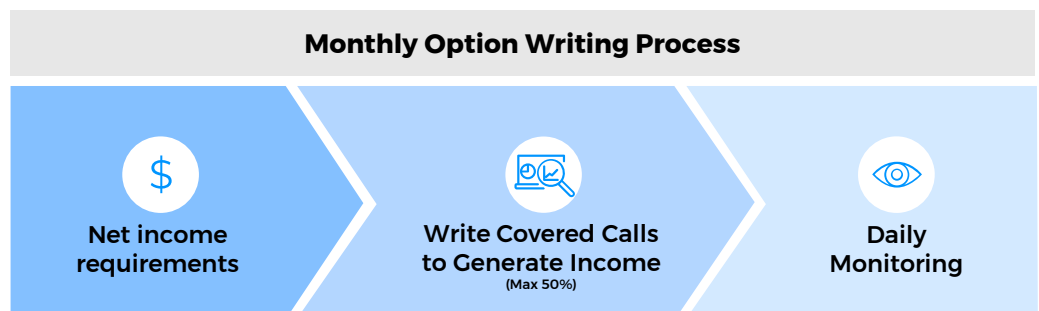 Monthly Option Writing Process
$
Net income
requirements
Write Covered Calls
to Generate Income
(Max 50%)
Daily
Monitoring